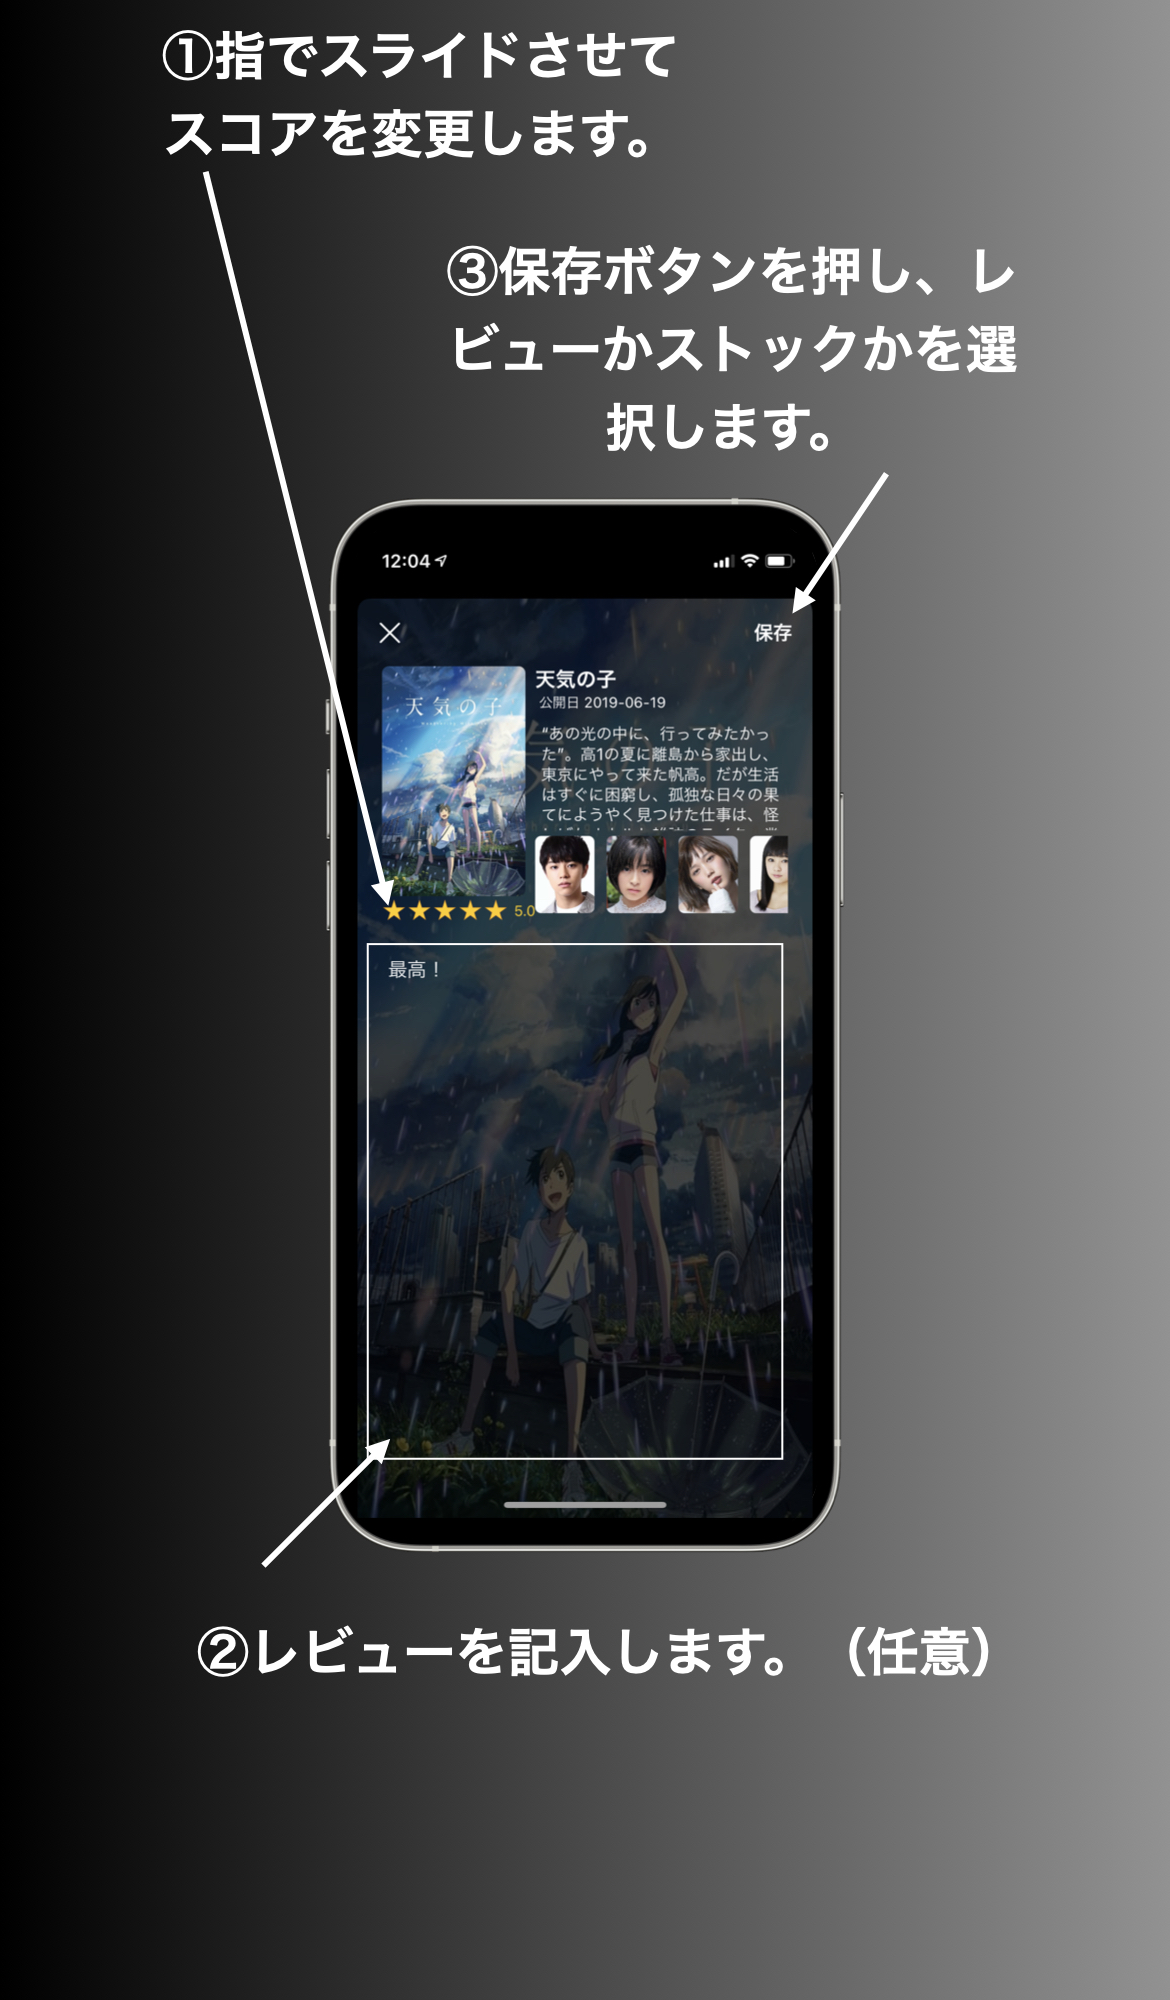 ①指でスライドさせて
スコアを変更します。
③保存ボタンを押し、レ
ビューかストックかを選
択します。
12:04
保存
天気の子
天気の子
公開日 2019-06-19
“あの光の中に、行ってみたかっ
た”。高1の夏に離島から家出し、
東京にやって来た帆高。だが生活
はすぐに困窮し、孤独な日々の果
てにようやく見つけた仕事は、怪
5.0
最高！
②レビューを記入します。（任意）